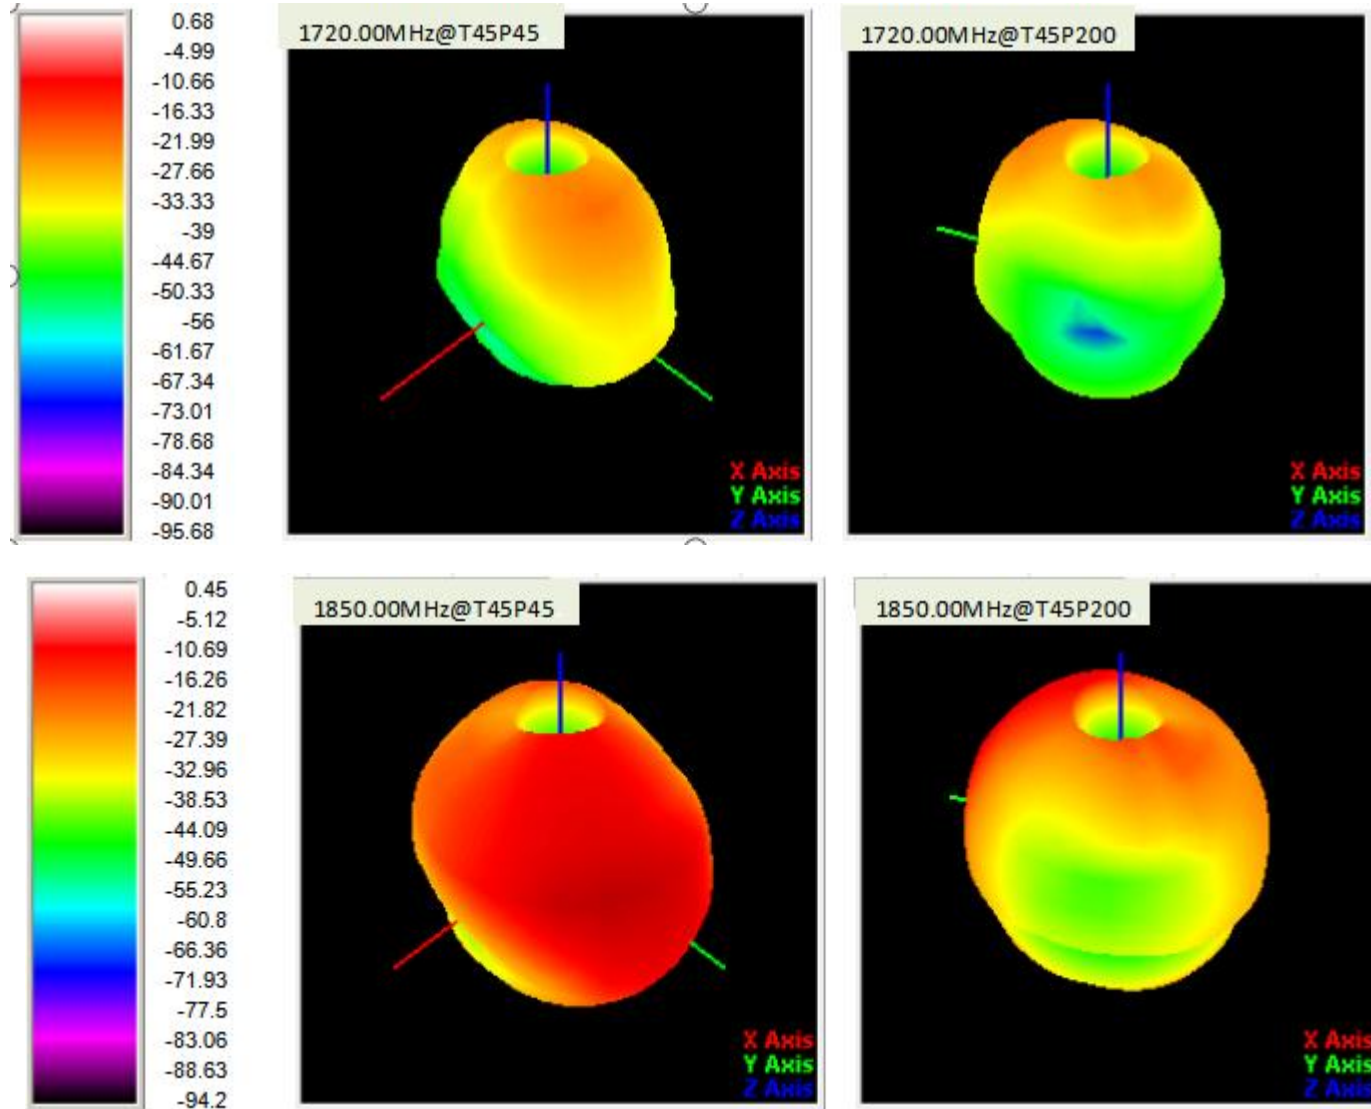 0.68
-4.99
-10.66
-16.33
-21.99
-27.66
-33.33
-39
-44.67
-50.33
-56
-61.67
-67.34
-73.01
-78.68
-84.34
-90.01
-95.68
1720.00MHz@T45P45
X Axis
Y Axis
Z Axis
1720.00MHz@T45P200
X Axis
Y Axis
Z Axis
0.45
-5.12
-10.69
-16.26
-21.82
-27.39
-32.96
-38.53
-44.09
-49.66
-55.23
-60.8
-66.36
-71.93
-77.5
-83.06
-88.63
-94.2
1850.00MHz@T45P45
X Axis
Y Axis
Z Axis
1850.00MHz@T45P200
X Axis
Y Axis
Z Axis